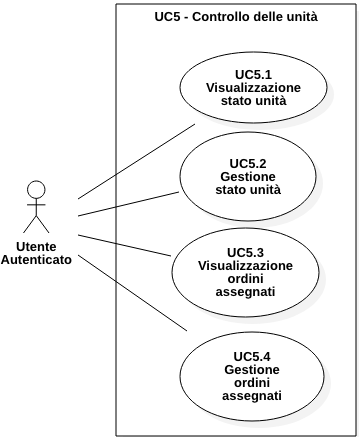 UC5 - Controllo delle unità
UC5.1
Visualizzazione
stato unità
UC5.2
Gestione
stato unità
UC5.3
Visualizzazione
ordini
assegnati
UC5.4
Gestione
ordini
assegnati
Utente
Autenticato